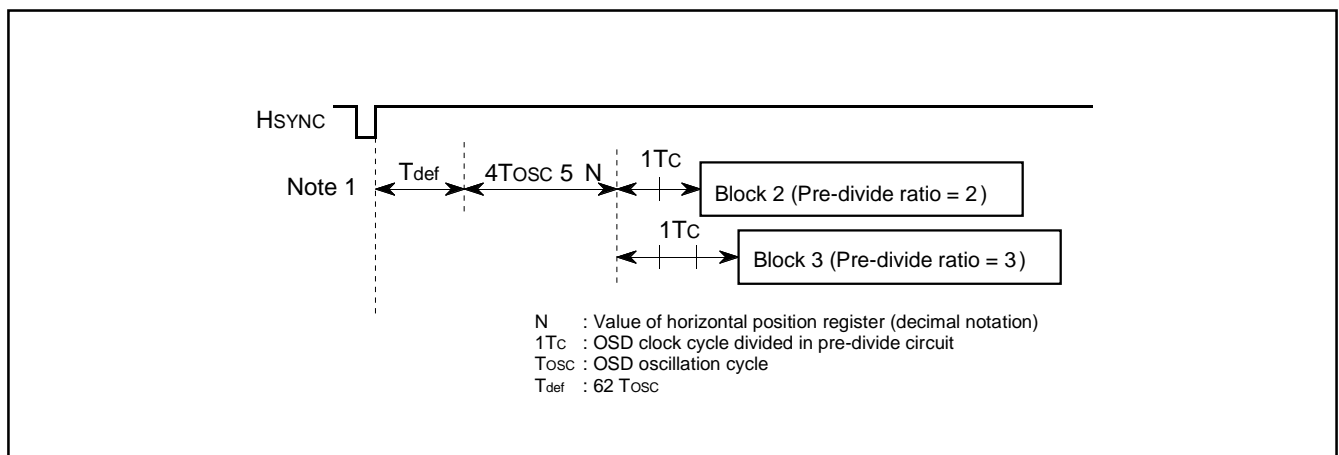 HSYNC
Note 1
Tdef
4TOSC 5 N
1TC
Block 2 (Pre-divide ratio = 2)
1TC
Block 3 (Pre-divide ratio = 3)
N : Value of horizontal position register (decimal notation)
1TC : OSD clock cycle divided in pre-divide circuit
TOSC : OSD oscillation cycle
Tdef : 62 TOSC